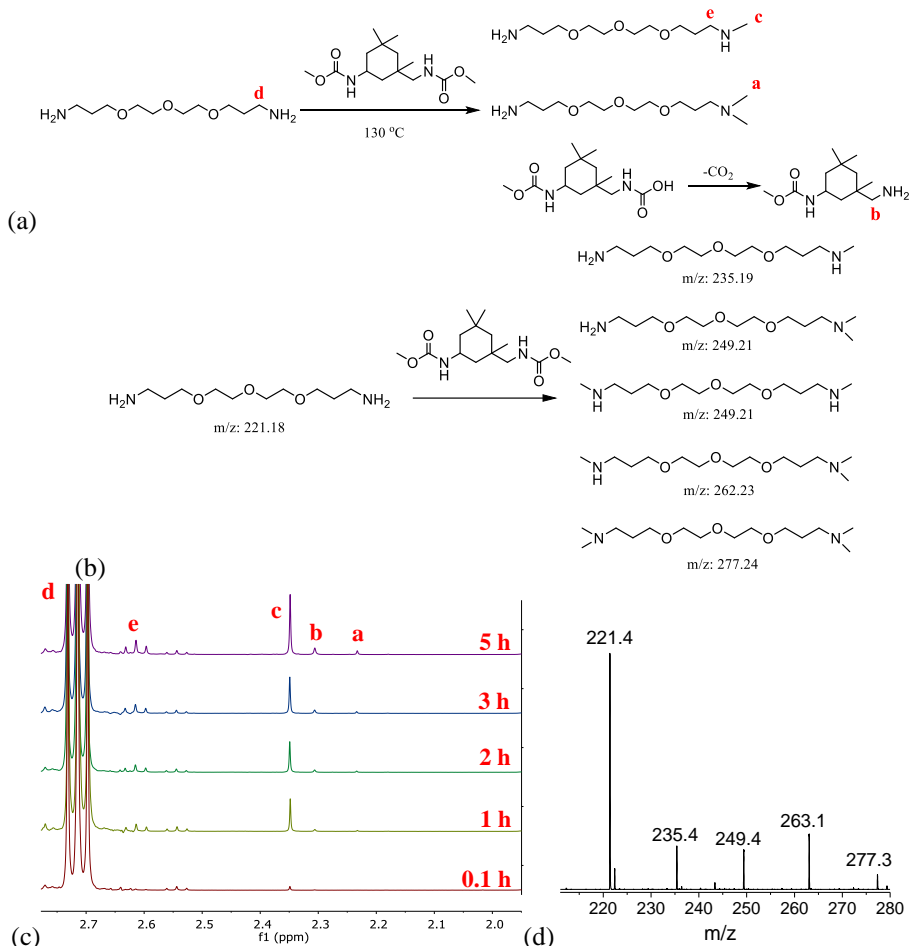 e
c
H₂N O O O N H
a
H₂N O O O N
O O N H N H O O
d
H₂N O O O NH₂
130 °C
O O N H N H O OH
-CO₂
O O N H NH₂
b
(a)
H₂N O O O N H
m/z: 235.19
H₂N O O O N
m/z: 249.21
O O N H N H O O
NH₂ O O O NH₂
m/z: 221.18
N H O O O N H
m/z: 249.21
N H O O O N
m/z: 262.23
N O O O N
m/z: 277.24
(b)
d
e
c
b
a
5 h
3 h
2 h
1 h
0.1 h
2.7 2.6 2.5 2.4 2.3 2.2 2.1 2.0
f1 (ppm)
(c)
221.4
235.4
249.4
263.1
277.3
220 230 240 250 260 270 280
m/z
(d)